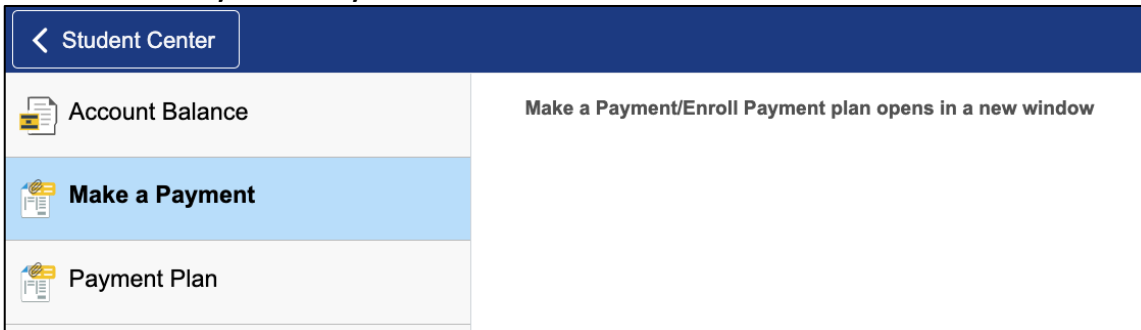 Student Center
Account Balance
Make a Payment/Enroll Payment plan opens in a new window
Make a Payment
Payment Plan